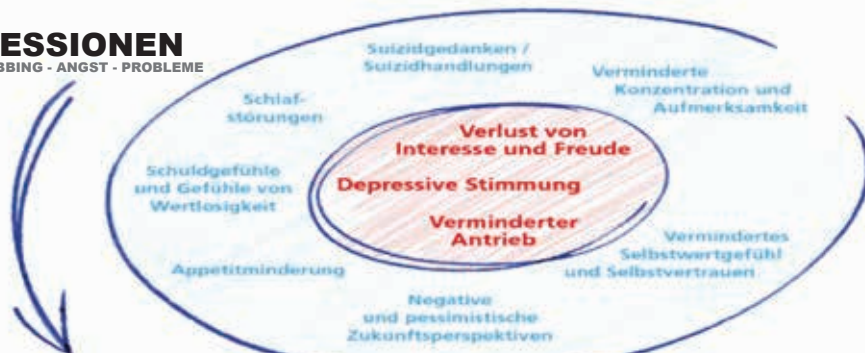 ESSIONEN
BBING - ANGST - PROBLEME
Suizidgedanken /
Suizidhandlungen
Verminderte
Konzentration und
Aufmerksamkeit
Schlaf-
störungen
Verlust von
Interesse und Freude
Schuldgefühle
und Gefühle von
Wertlosigkeit
Depressive Stimmung
Verminderter
Antrieb
Vermindertes
Selbstwertgefühl
und Selbstvertrauen
Appetitminderung
Negative
und pessimistische
Zukunftsperspektiven